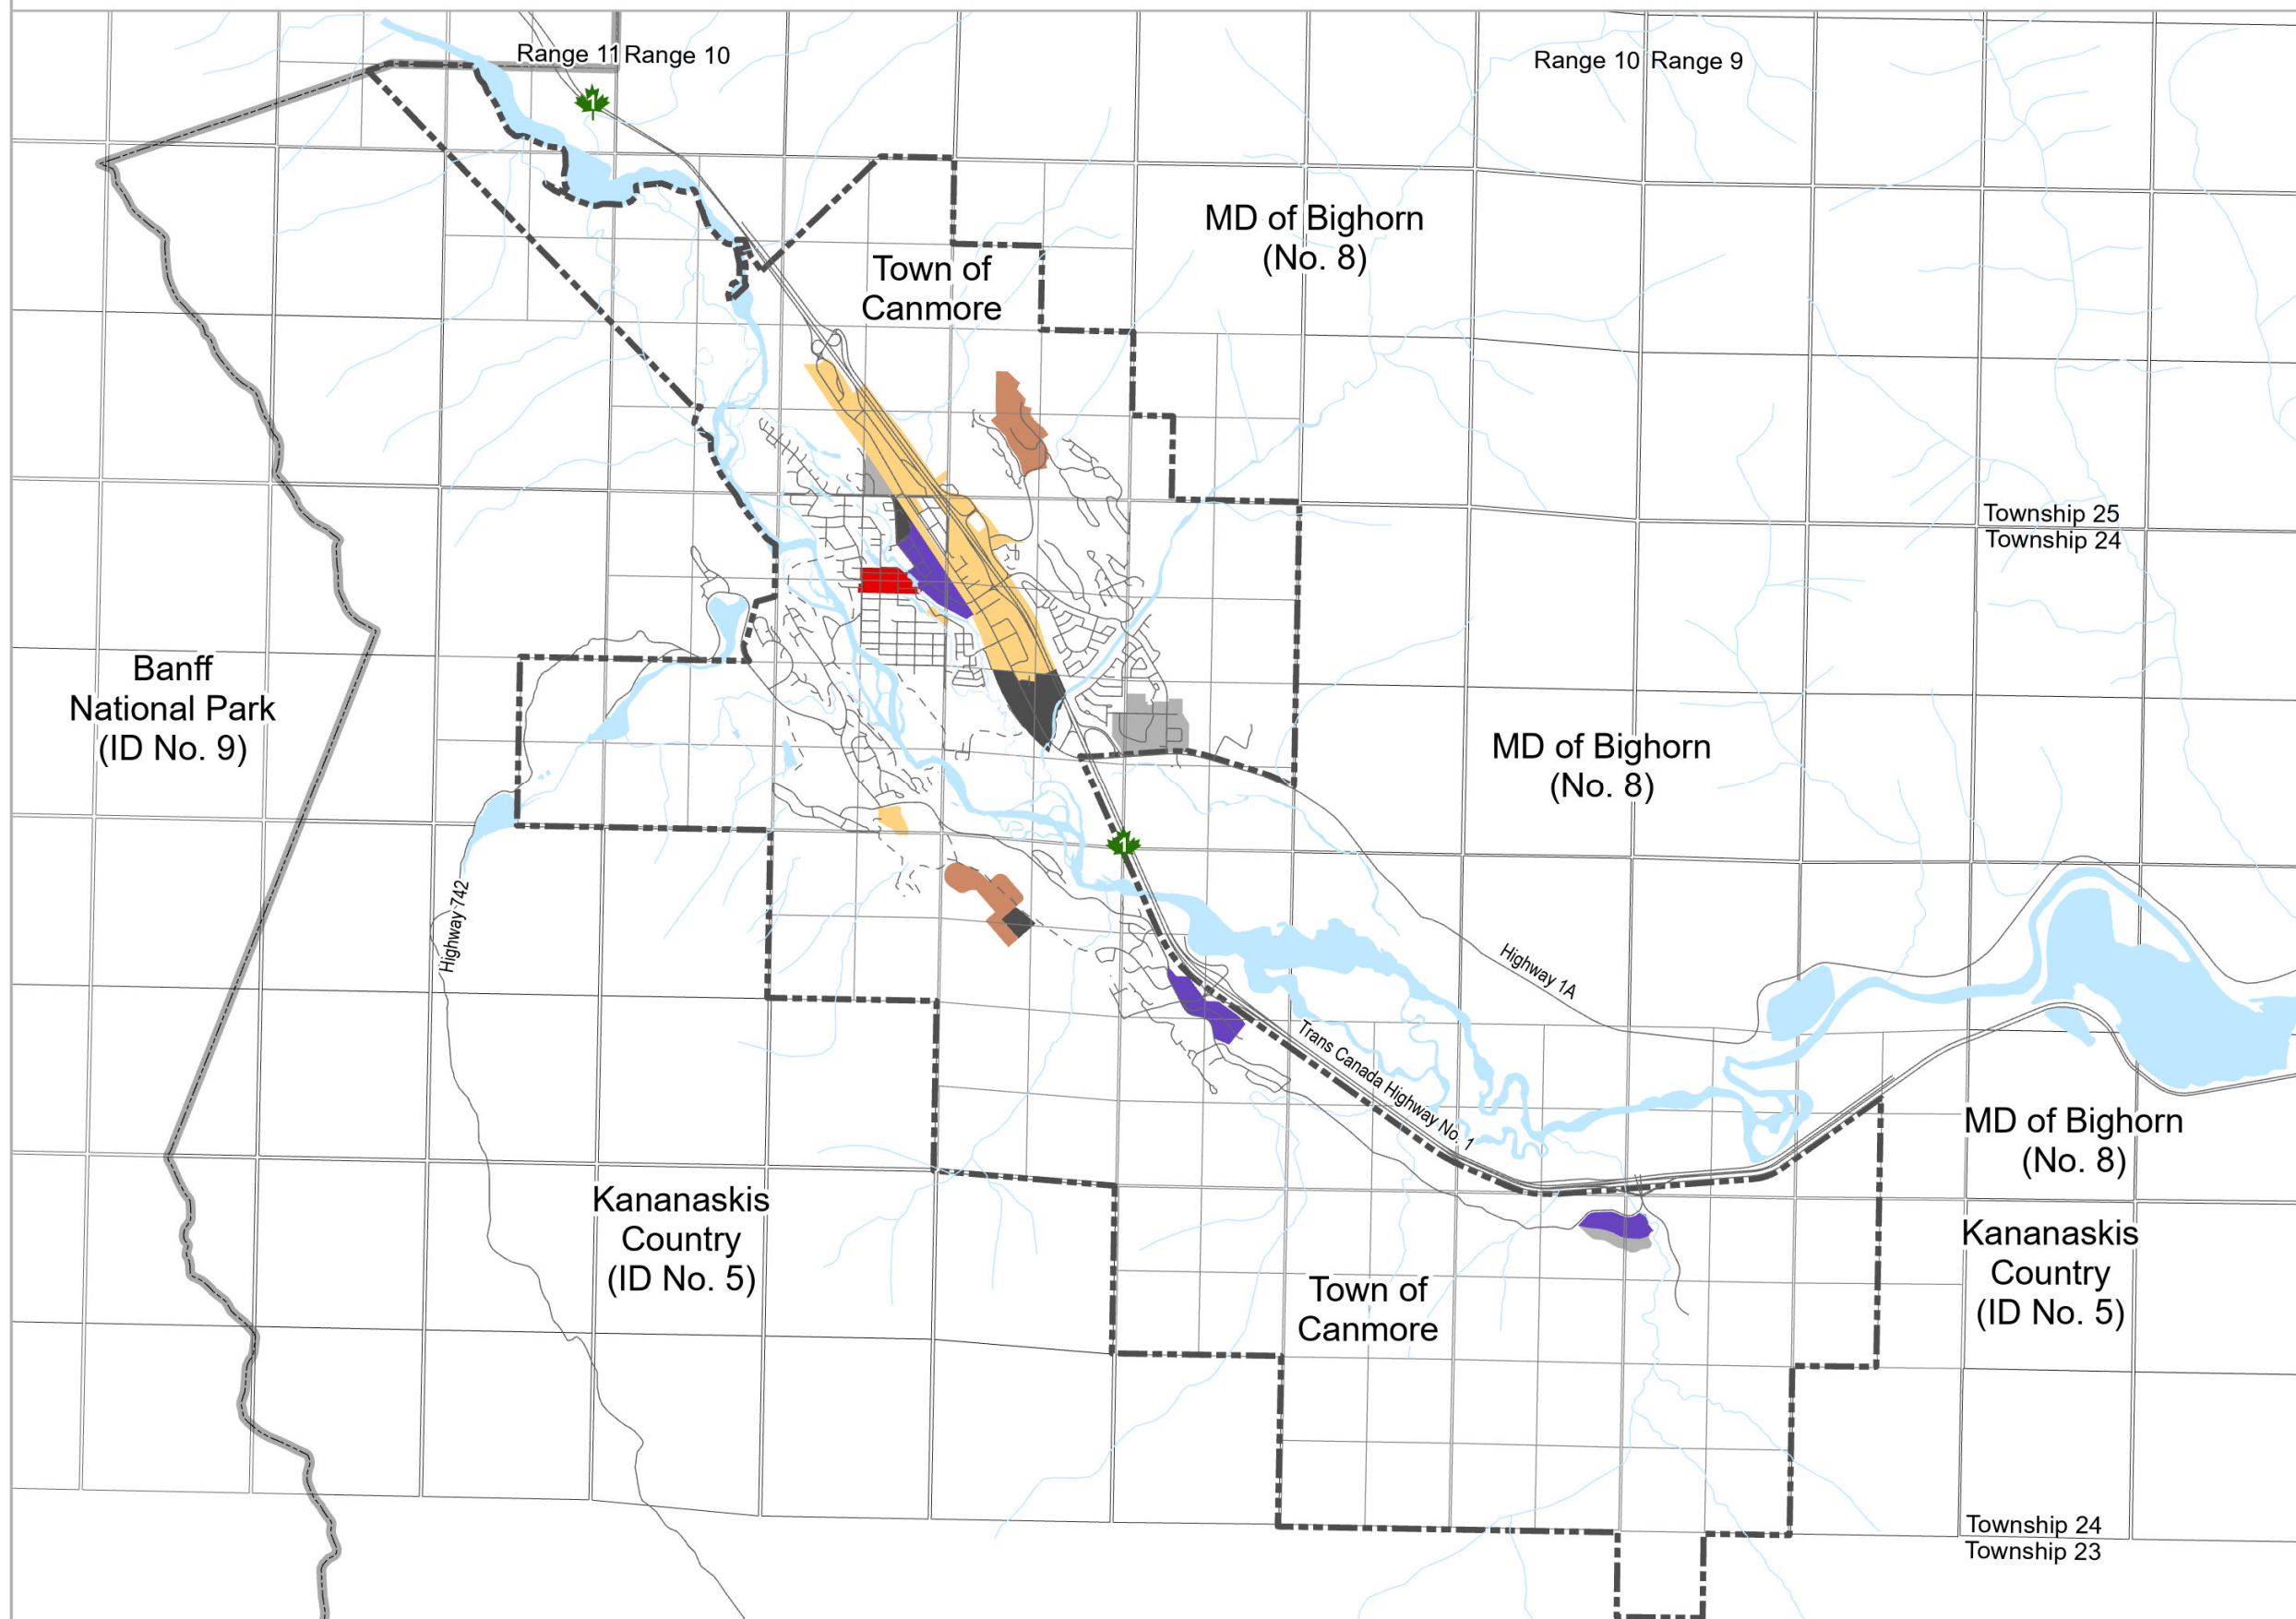 Range 11 Range 10
Range 10 Range 9
1
MD of Bighorn
(No. 8)
Town of
Canmore
Township 25
Township 24
Banff
National Park
(ID No. 9)
MD of Bighorn
(No. 8)
1
Highway 742
Highway 1A
Trans Canada Highway No. 1
MD of Bighorn
(No. 8)
Kananaskis
Country
(ID No. 5)
Kananaskis
Country
(ID No. 5)
Town of
Canmore
Township 24
Township 23